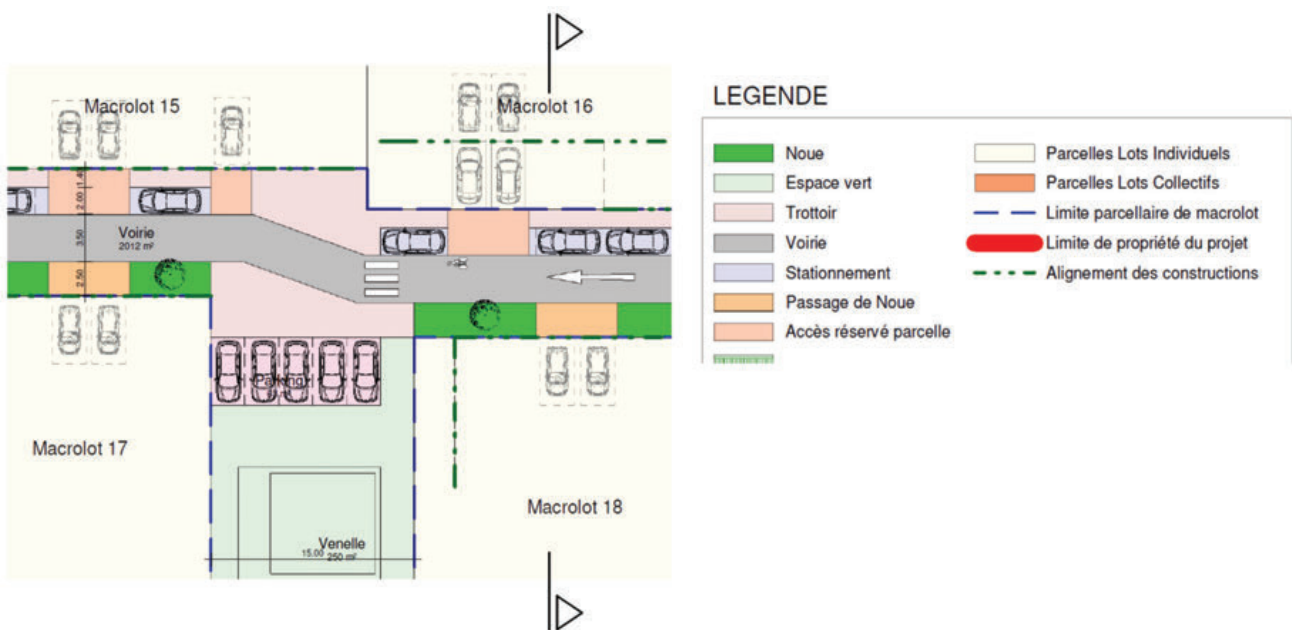 Macrolot 15
Macrolot 16
1.40
2.00
3.50
2.50
Voirie
2012 m²
Parking
Macrolot 17
Macrolot 18
Venelle
15.00
250 m²
LEGENDE
Noue
Espace vert
Trottoir
Voirie
Stationnement
Passage de Noue
Accès réservé parcelle
Parcelles Lots Individuels
Parcelles Lots Collectifs
Limite parcellaire de macrolot
Limite de propriété du projet
Alignement des constructions